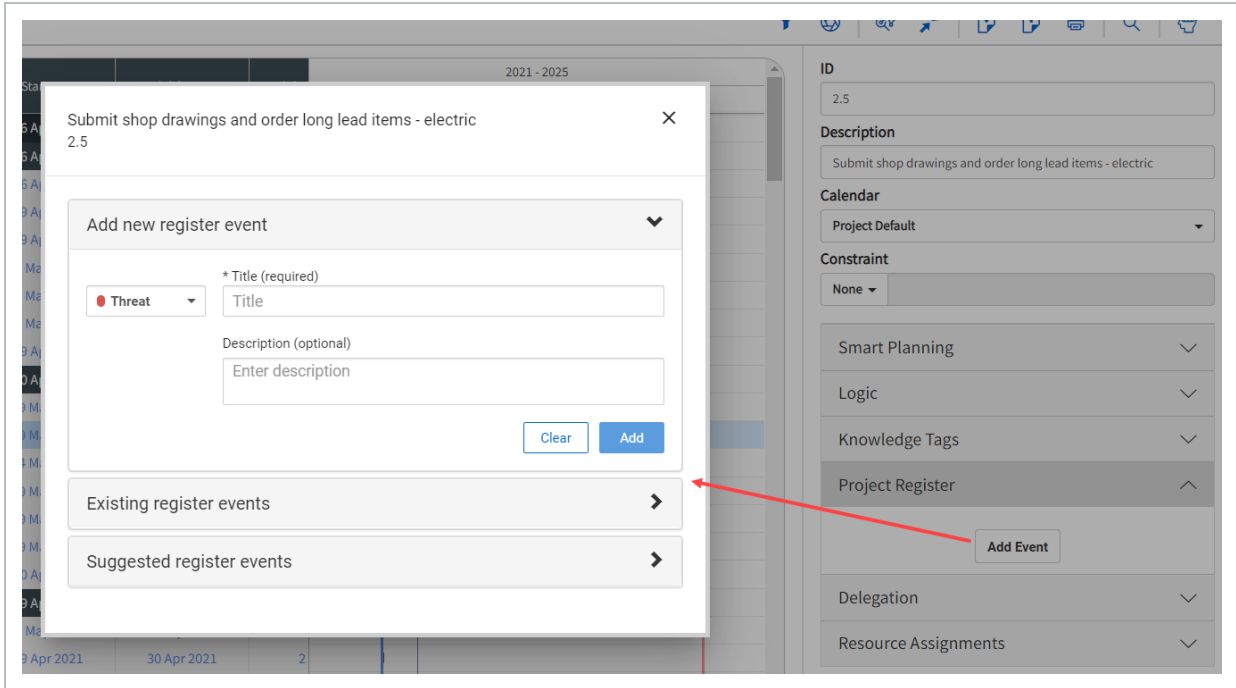 2021 - 2025
Submit shop drawings and order long lead items - electric
2.5
Add new register event
* Title (required)
Threat
Title
Description (optional)
Enter description
Clear
Add
Existing register events
Suggested register events
9 Apr 2021
30 Apr 2021
2
ID
2.5
Description
Submit shop drawings and order long lead items - electric
Calendar
Project Default
Constraint
None
Smart Planning
Logic
Knowledge Tags
Project Register
Add Event
Delegation
Resource Assignments